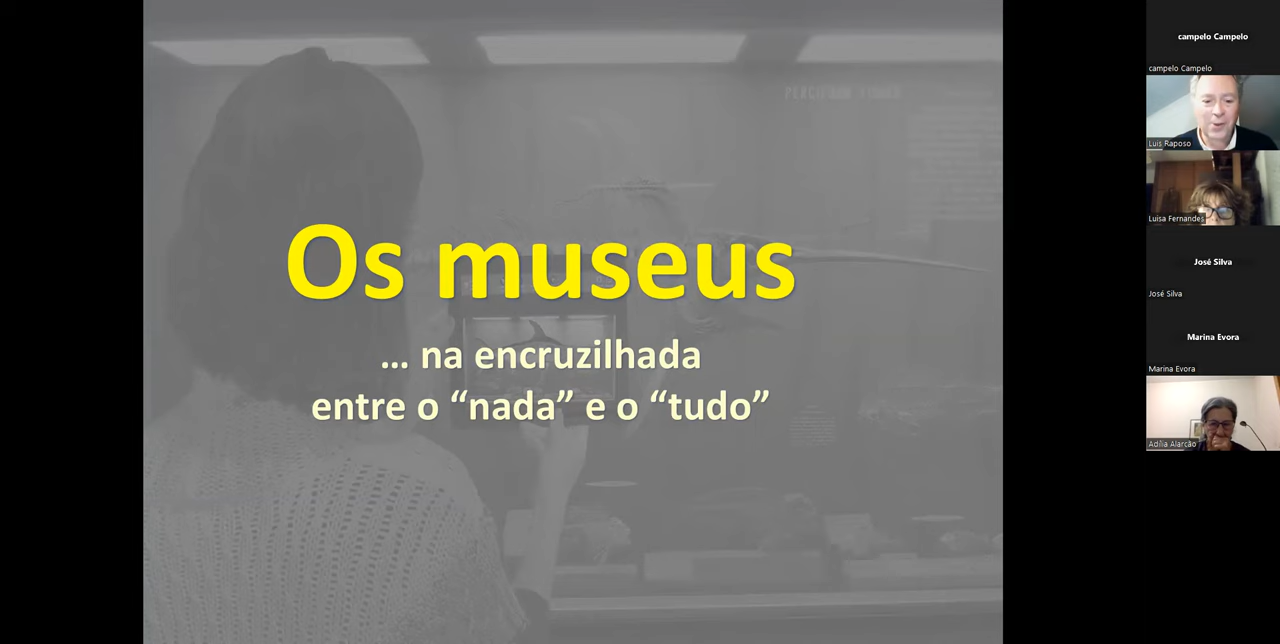 Os museus
... na encruzilhada
entre o “nada” e o “tudo”
campelo Campelo
campelo Campelo
Luis Raposo
Luisa Fernandes
José Silva
José Silva
Marina Evora
Marina Evora
Adília Alarcão